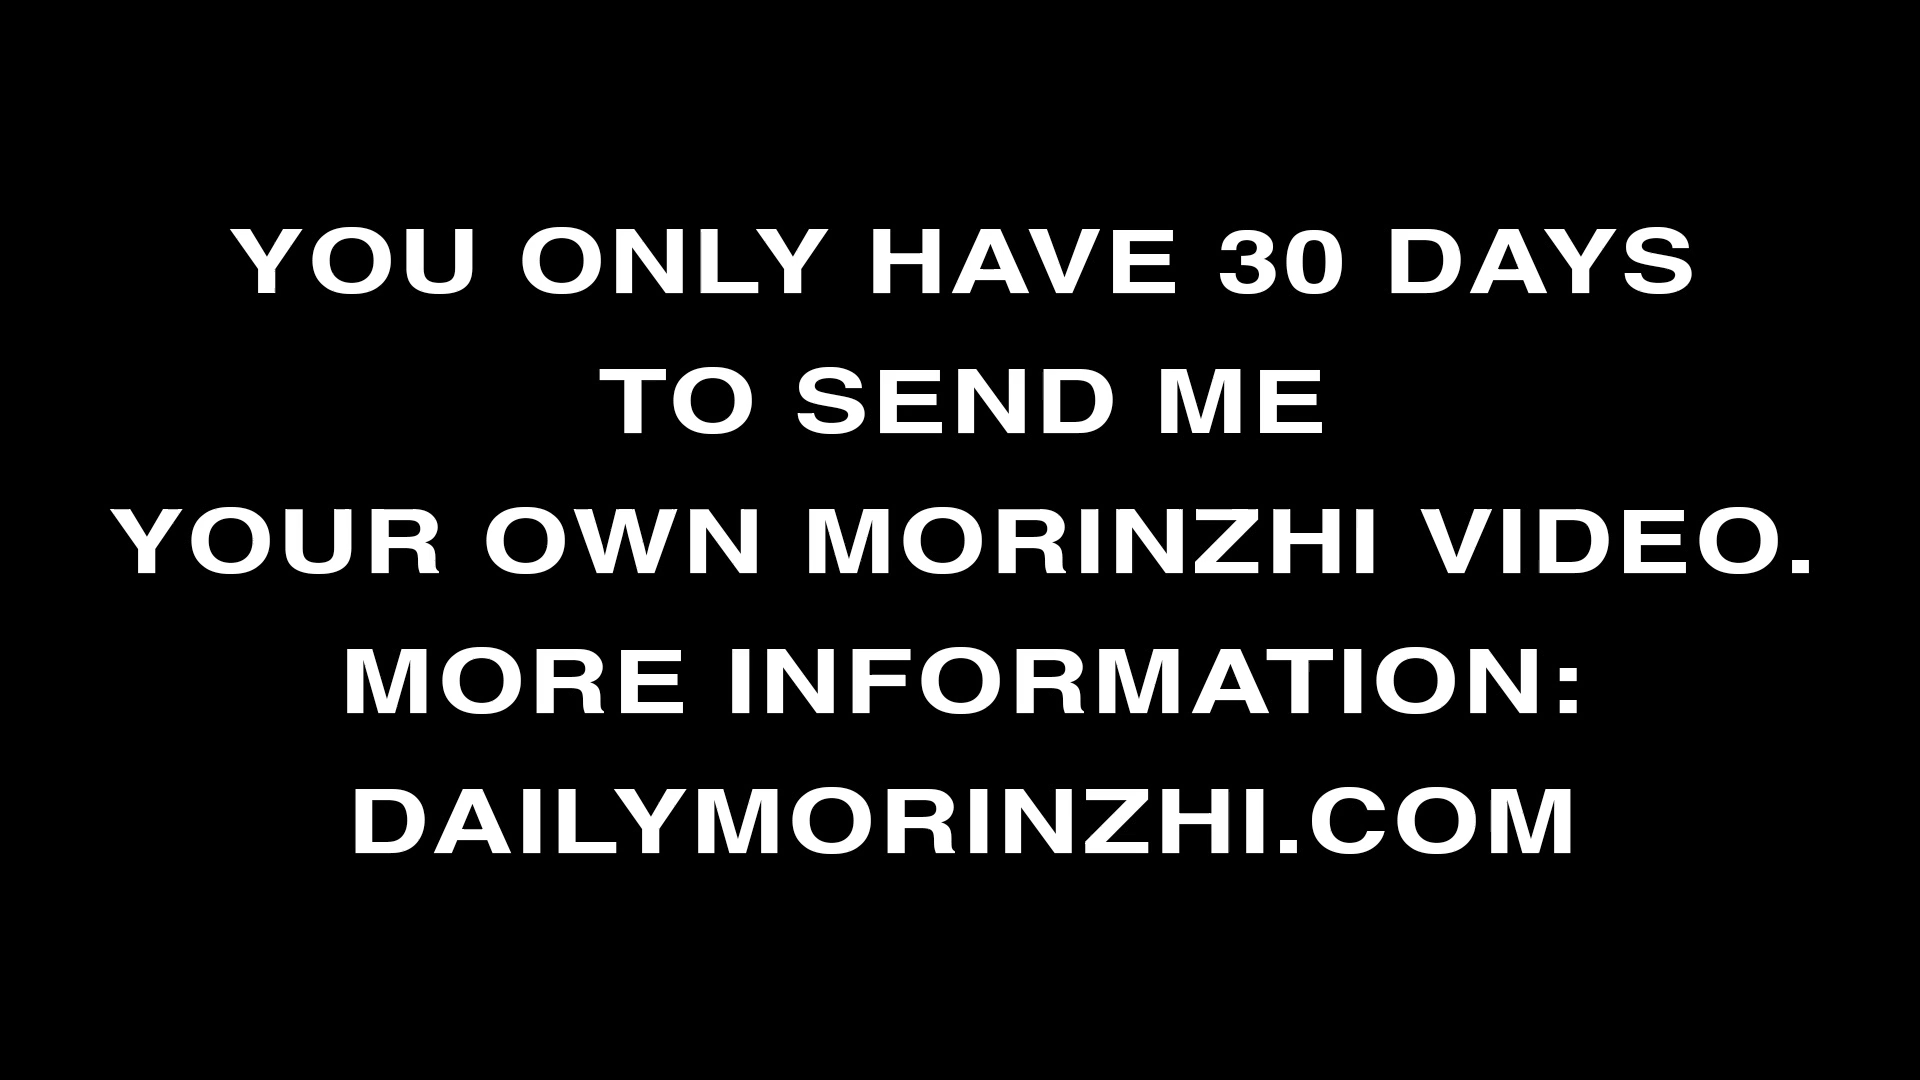 YOU ONLY HAVE 30 DAYS
TO SEND ME
YOUR OWN MORINZHI VIDEO.
MORE INFORMATION:
DAILYMORINZHI.COM